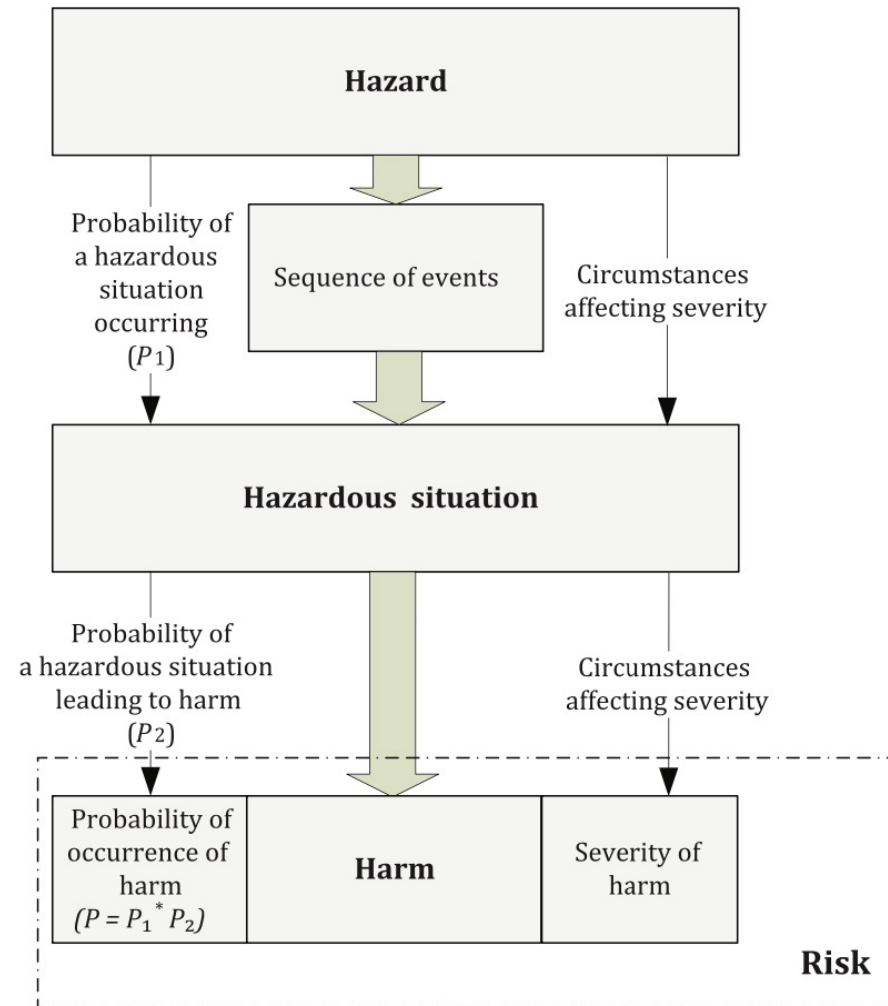 Hazard
Probability of
a hazardous
situation
occurring
(P1)
Sequence of events
Circumstances
affecting severity
Hazardous situation
Probability of
a hazardous situation
leading to harm
(P2)
Circumstances
affecting severity
Probability of
occurrence of
harm
(P = P₁* P₂)
Harm
Severity of
harm
Risk